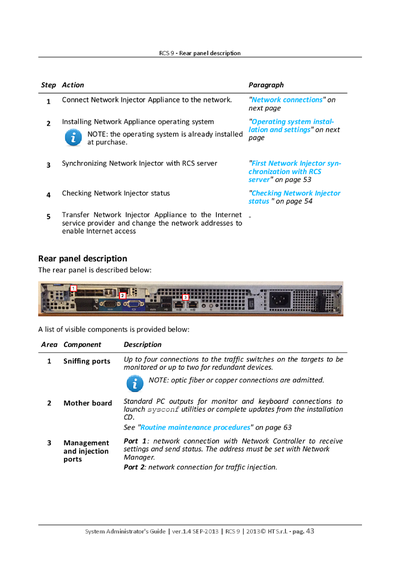 RCS 9 - Rear panel description
Step Action Paragraph
1 Connect Network Injector Appliance to the network. "Network connections" on
next page
2 Installing Network Appliance operating system "Operating system instal-
lation and settings" on next
page
NOTE: the operating system is already installed
at purchase.
3 Synchronizing Network Injector with RCS server "First Network Injector syn-
chronization with RCS
server" on page 53
4 Checking Network Injector status "Checking Network Injector
status " on page 54
5 Transfer Network Injector Appliance to the Internet .
service provider and change the network addresses to
enable Internet access
Rear panel description
The rear panel is described below:
1
2
3
A list of visible components is provided below:
Area Component Description
1 Sniffing ports Up to four connections to the traffic switches on the targets to be
monitored or up to two for redundant devices.
NOTE: optic fiber or copper connections are admitted.
2 Mother board Standard PC outputs for monitor and keyboard connections to
launch sysconf utilities or complete updates from the installation
CD.
See "Routine maintenance procedures" on page 63
3 Management
and injection
ports
Port 1: network connection with Network Controller to receive
settings and send status. The address must be set with Network
Manager.
Port 2: network connection for traffic injection.
System Administrator's Guide | ver.1.4 SEP-2013 | RCS 9 | 2013© HT S.r.l. - pag. 43